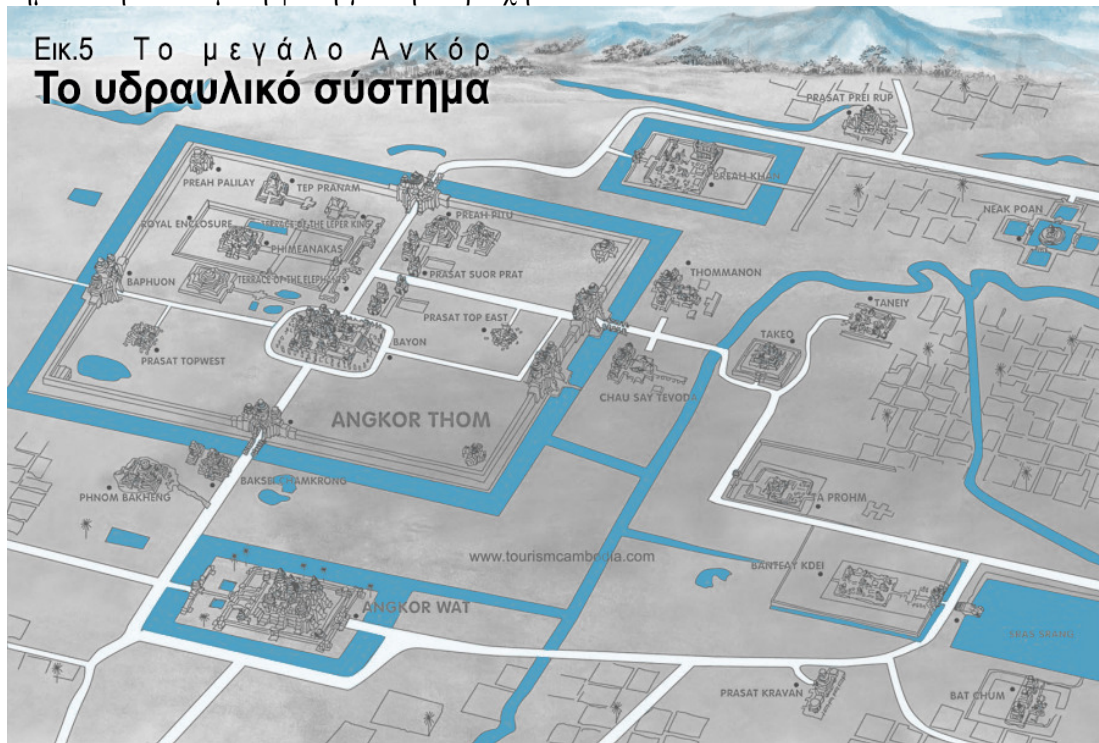 Εικ.5 Το μεγάλο Ανκόρ
Το υδραυλικό σύστημα
PRASAT PREI RUP
PREAH PALILAY
TEP PRANAM
PREAH KHAN
ROYAL ENCLOSURE
TERRACE OF THE LEPER KING
PREAH PITU
NEAK POAN
PHIMEANAKAS
BAPHUON
TERRACE OF THE ELEPHANTS
PRASAT SUOR PRAT
THOMMANON
TANEIY
PRASAT TOP EAST
TAKEO
PRASAT TOPWEST
BAYON
CHAU SAY TEVODA
ANGKOR THOM
PHNOM BAKHENG
BAKSEI CHAMKRONG
TA PROHM
www.tourismcambodia.com
BANTEAY KDEI
ANGKOR WAT
SRAS SRANG
PRASAT KRAVAN
BAT CHUM